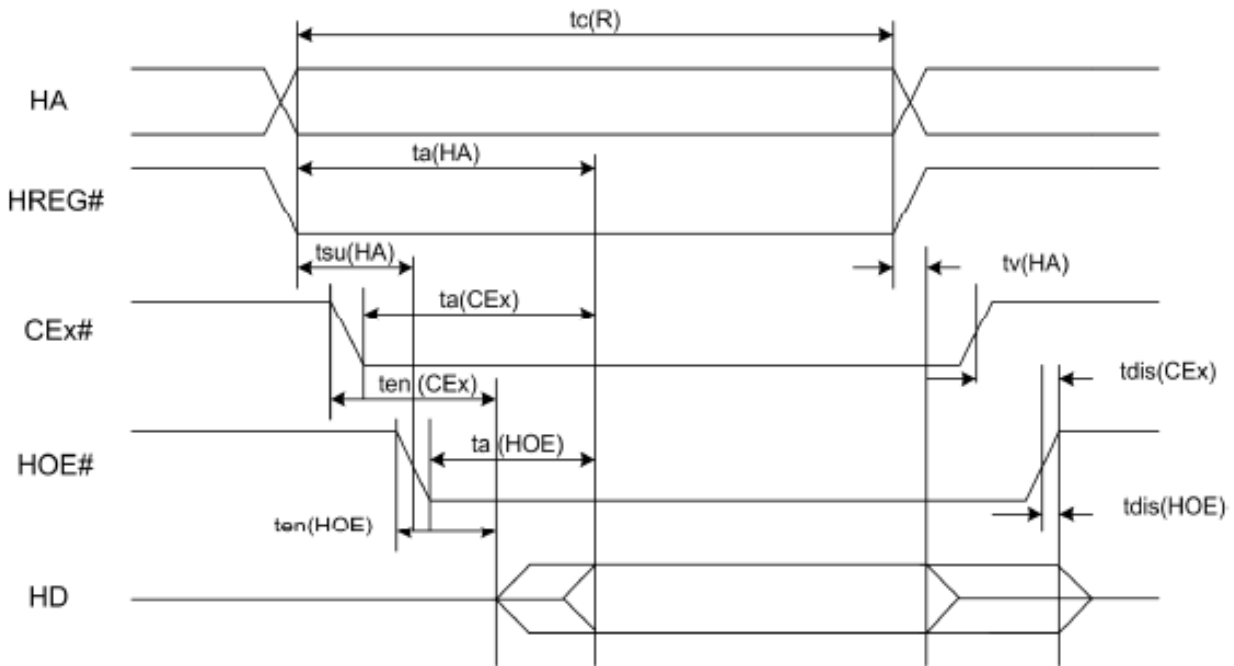 tc(R)
HA
ta(HA)
HREG#
tsu(HA)
tv(HA)
ta(CEx)
CEx#
ten (CEx)
tdis(CEx)
ta (HOE)
HOE#
ten(HOE)
tdis(HOE)
HD